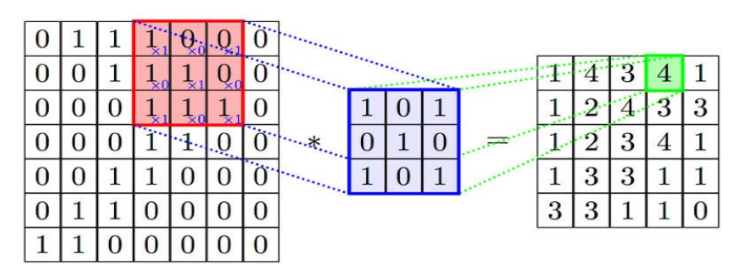 0 1 1 1×1 0×0 0×1 0
0 0 1 1×0 1×1 0×0 0
0 0 0 1×1 1×0 1×1 0
0 0 0 1 1 0 0
0 0 1 1 0 0 0
0 1 1 0 0 0 0
1 1 0 0 0 0 0
*
1 0 1
0 1 0
1 0 1
=
1 4 3 4 1
1 2 4 3 3
1 2 3 4 1
1 3 3 1 1
3 3 1 1 0